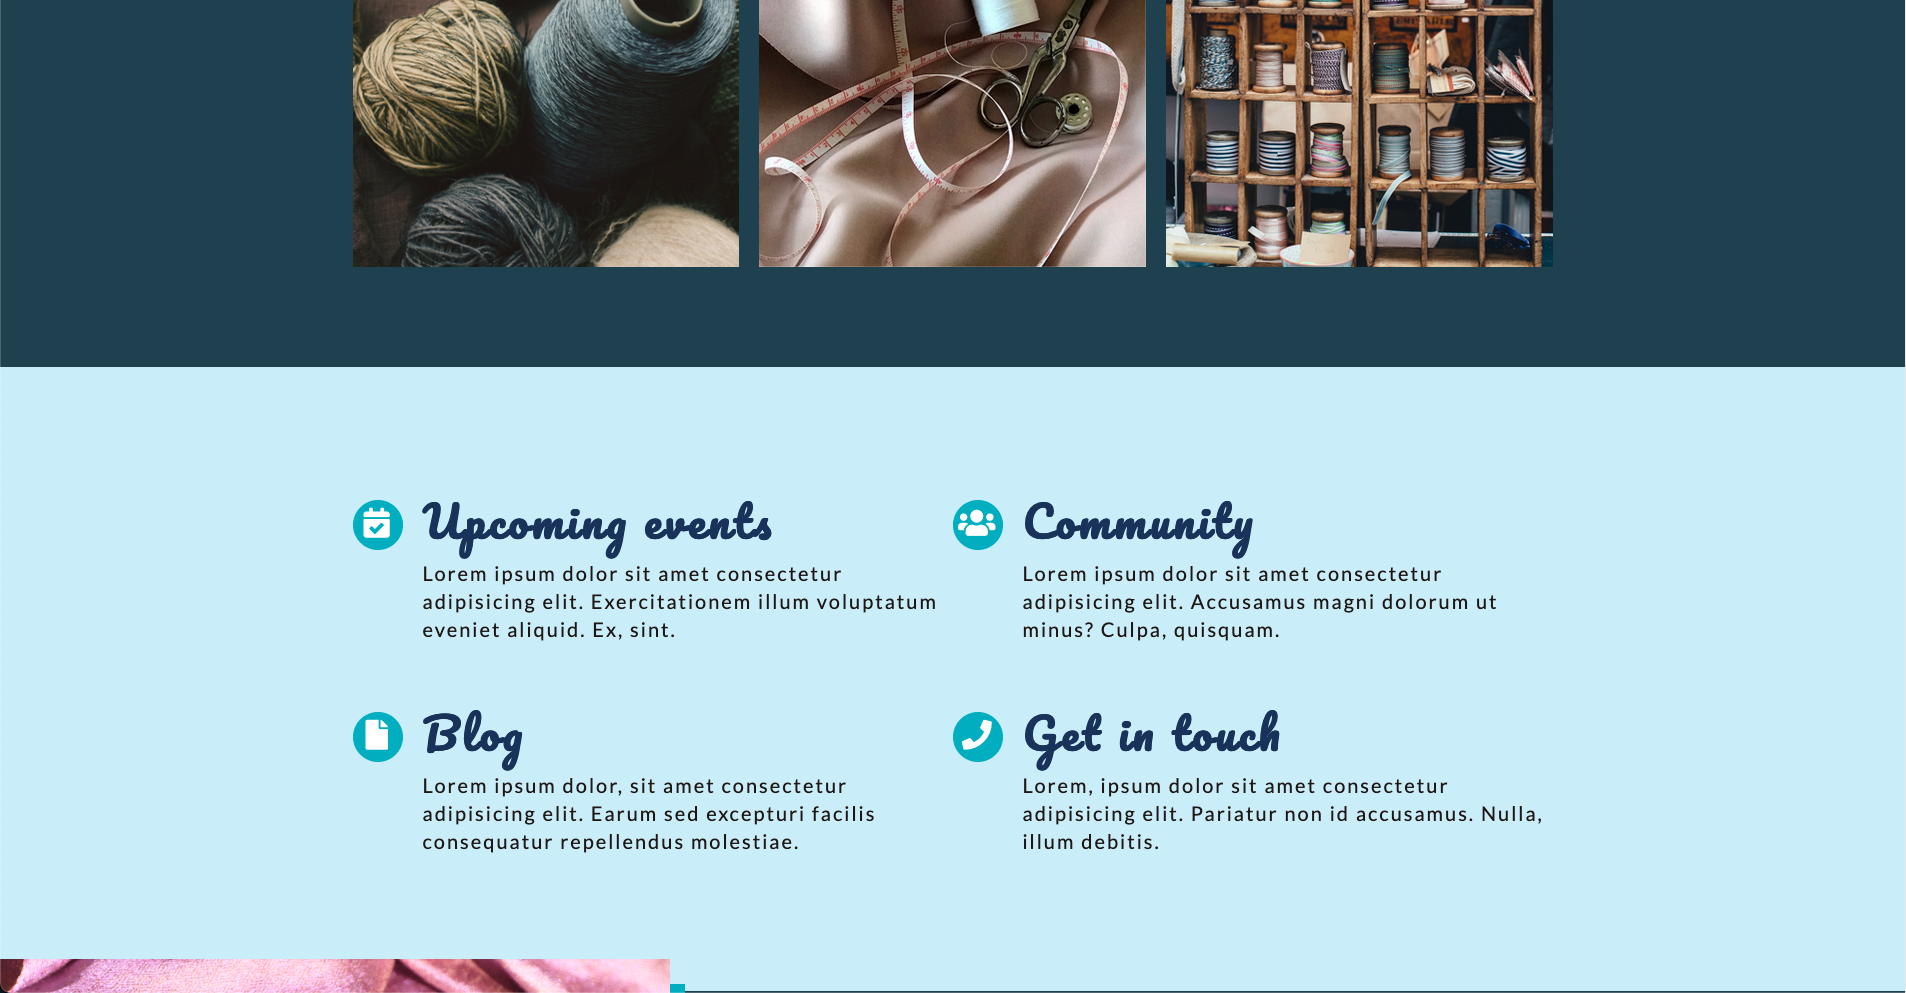 Upcoming events
Lorem ipsum dolor sit amet consectetur
adipisicing elit. Exercitationem illum voluptatum
eveniet aliquid. Ex, sint.
Community
Lorem ipsum dolor sit amet consectetur
adipisicing elit. Accusamus magni dolorum ut
minus? Culpa, quisquam.
Blog
Lorem ipsum dolor, sit amet consectetur
adipisicing elit. Earum sed excepturi facilis
consequatur repellendus molestiae.
Get in touch
Lorem, ipsum dolor sit amet consectetur
adipisicing elit. Pariatur non id accusamus. Nulla,
illum debitis.